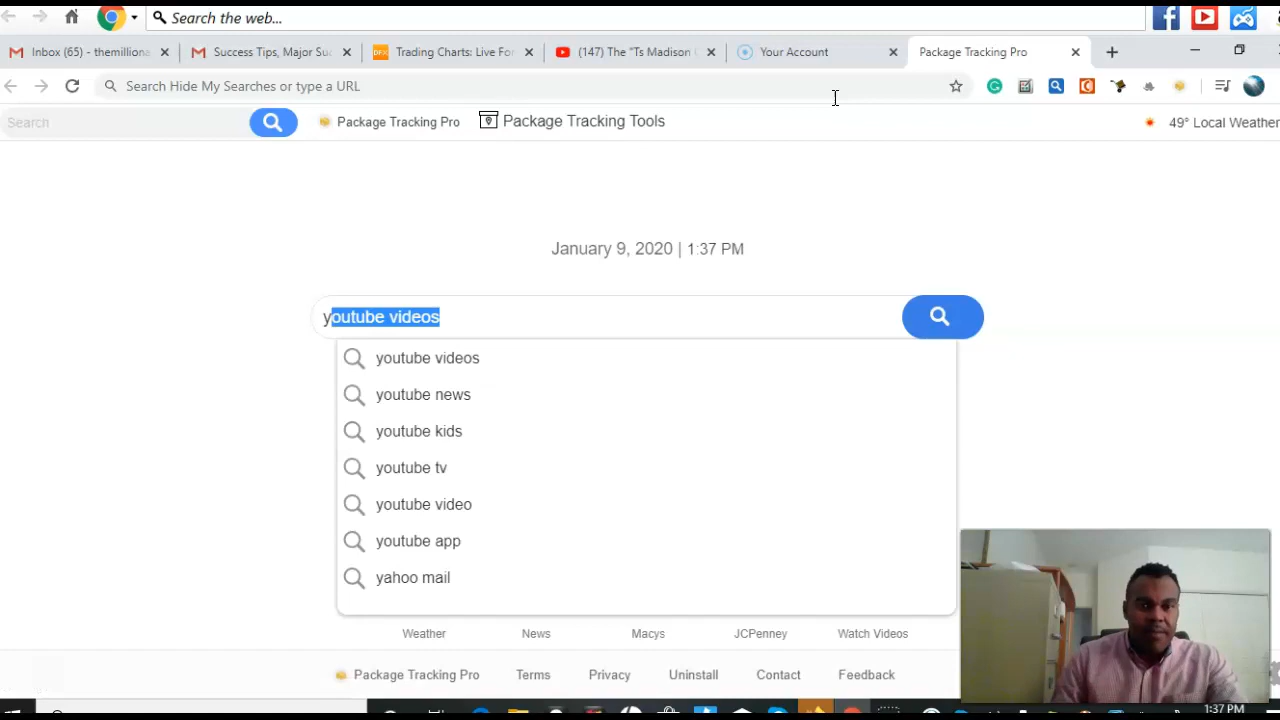 Search the web...
Inbox (65) - themilliona
Success Tips, Major Suc
Trading Charts: Live For
(147) The "Ts Madison
Your Account
Package Tracking Pro
Search Hide My Searches or type a URL
Search
Package Tracking Pro
Package Tracking Tools
49° Local Weather
January 9, 2020 | 1:37 PM
youtube videos
youtube videos
youtube news
youtube kids
youtube tv
youtube video
youtube app
yahoo mail
Weather News Macys JCPenney Watch Videos
Package Tracking Pro Terms Privacy Uninstall Contact Feedback
1:37 PM